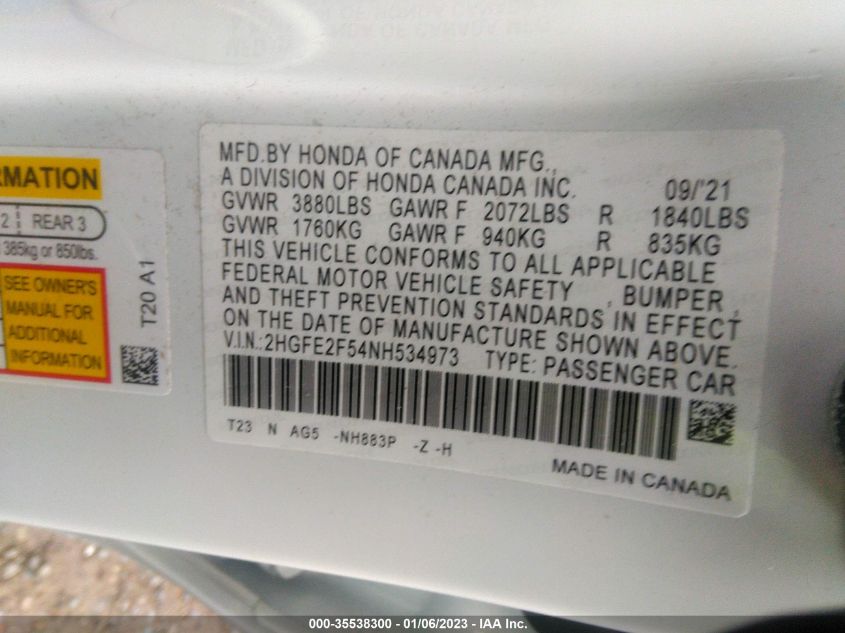 RMATION
2 REAR 3
385kg or 850lbs.
SEE OWNER'S
MANUAL FOR
ADDITIONAL
INFORMATION
T20 A1
MFD.BY HONDA OF CANADA MFG.,
A DIVISION OF HONDA CANADA INC. 09/'21
GVWR 3880LBS GAWR F 2072LBS R 1840LBS
GVWR 1760KG GAWR F 940KG R 835KG
THIS VEHICLE CONFORMS TO ALL APPLICABLE
FEDERAL MOTOR VEHICLE SAFETY , BUMPER ,
AND THEFT PREVENTION STANDARDS IN EFFECT
ON THE DATE OF MANUFACTURE SHOWN ABOVE.
V.I.N.:2HGFE2F54NH534973 TYPE: PASSENGER CAR
T23 N AG5 -NH883P -Z -H
MADE IN CANADA
000-35538300 - 01/06/2023 - IAA Inc.